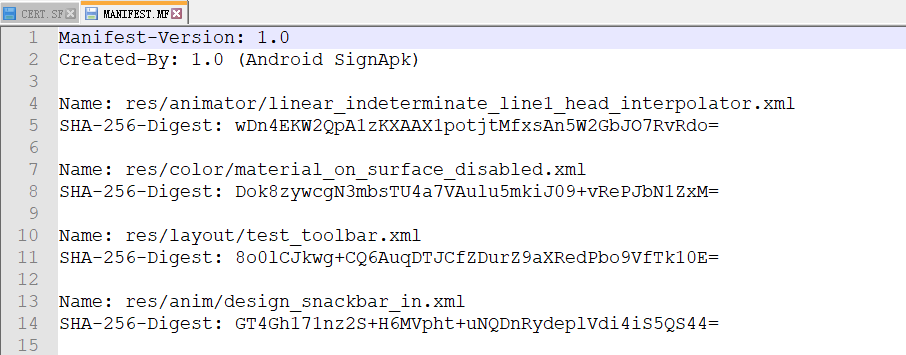 CERT.SF MANIFEST.MF
1 Manifest-Version: 1.0
2 Created-By: 1.0 (Android SignApk)
3
4 Name: res/animator/linear_indeterminate_line1_head_interpolator.xml
5 SHA-256-Digest: wDn4EKW2QpA1zKXAAX1potjtMfxsAn5W2GbJO7RvRdo=
6
7 Name: res/color/material_on_surface_disabled.xml
8 SHA-256-Digest: Dok8zywcgN3mbsTU4a7VAulu5mkiJ09+vRePJbN1ZxM=
9
10 Name: res/layout/test_toolbar.xml
11 SHA-256-Digest: 8o0lCJkwg+CQ6AuqDTJCfZDurZ9aXRedPbo9VfTk10E=
12
13 Name: res/anim/design_snackbar_in.xml
14 SHA-256-Digest: GT4Gh171nz2S+H6MVpht+uNQDnRydeplVdi4iS5QS44=
15